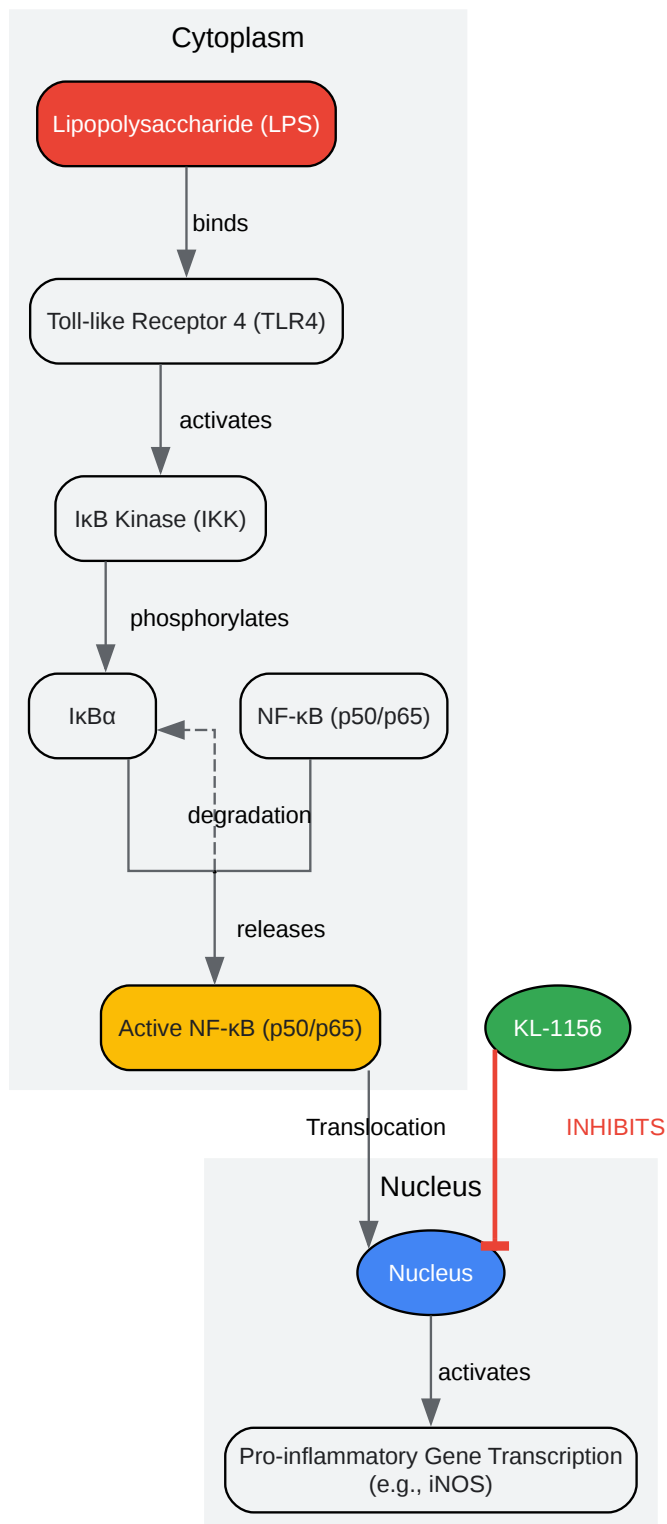 Cytoplasm
Lipopolysaccharide (LPS)
binds
Toll-like Receptor 4 (TLR4)
activates
IκB Kinase (IKK)
phosphorylates
IκBα
NF-κB (p50/p65)
degradation
releases
Active NF-κB (p50/p65)
KL-1156
Translocation
INHIBITS
Nucleus
Nucleus
activates
Pro-inflammatory Gene Transcription
(e.g., iNOS)